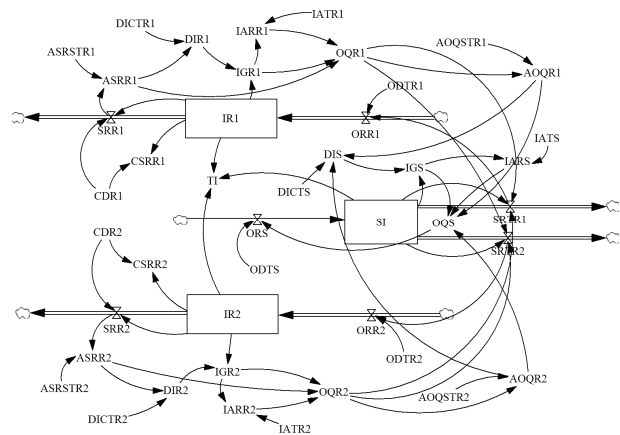 IATR1
DICTR1
IARR1
DIR1
ASRSTR1
OQR1
AOQSTR1
ASRR1
IGR1
AOQR1
ODTR1
IR1
SRR1
ORR1
IATS
DIS
CSRR1
IGS
IARS
TI
CDR1
DICTS
SI
OQS
SRTR1
ORS
CDR2
SRTR2
CSRR2
ODTS
IR2
SRR2
ORR2
ASRR2
ODTR2
IGR2
ASRSTR2
DIR2
OQR2
AOQR2
AOQSTR2
IARR2
DICTR2
IATR2